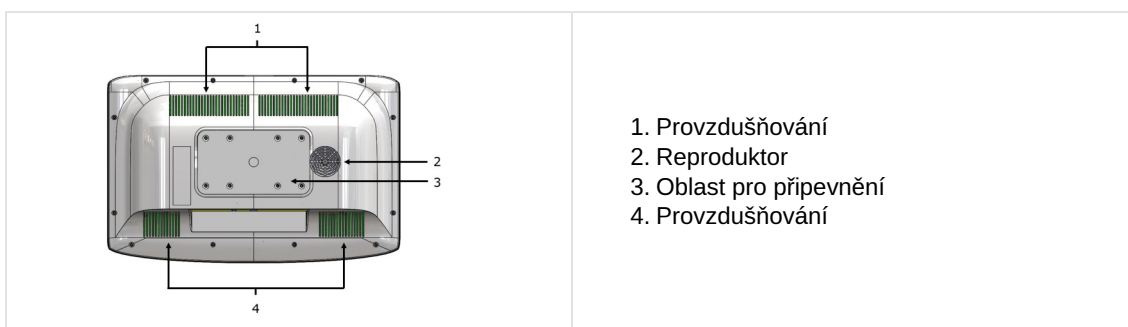 1
2
3
4
1. Provzdušňování
2. Reproduktor
3. Oblast pro připevnění
4. Provzdušňování